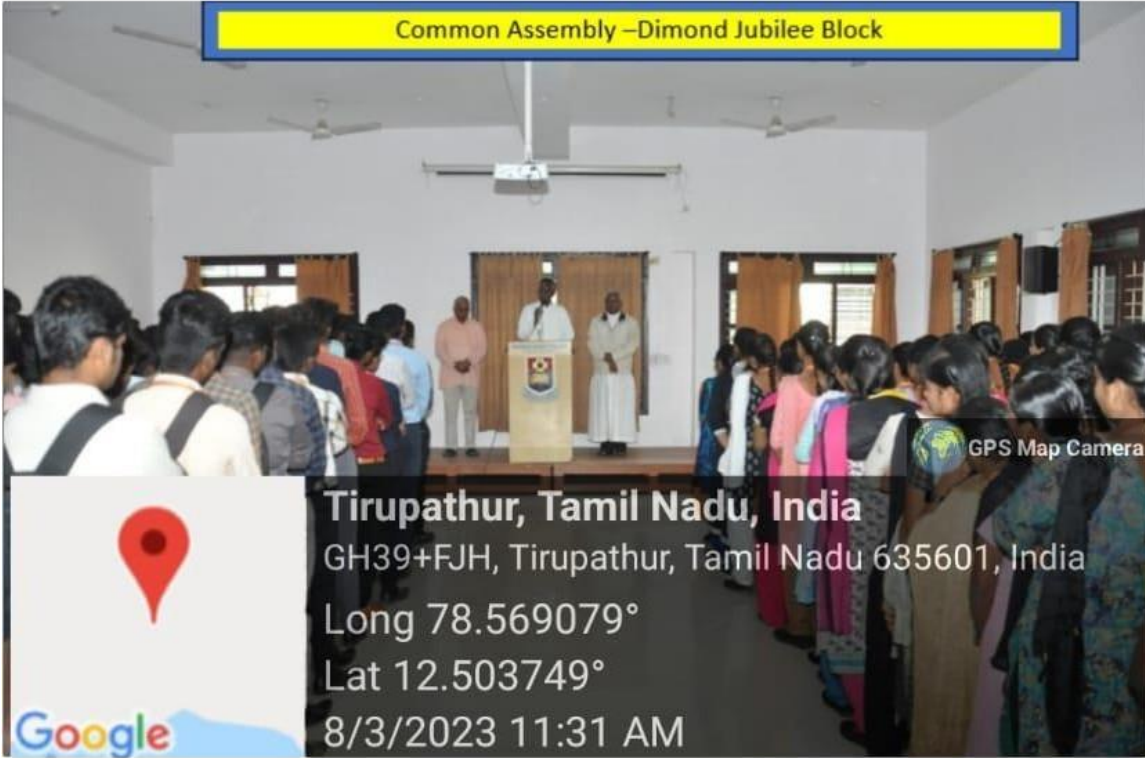 Common Assembly –Dimond Jubilee Block
GPS Map Camera
Tirupathur, Tamil Nadu, India
GH39+FJH, Tirupathur, Tamil Nadu 635601, India
Long 78.569079°
Lat 12.503749°
8/3/2023 11:31 AM
Google